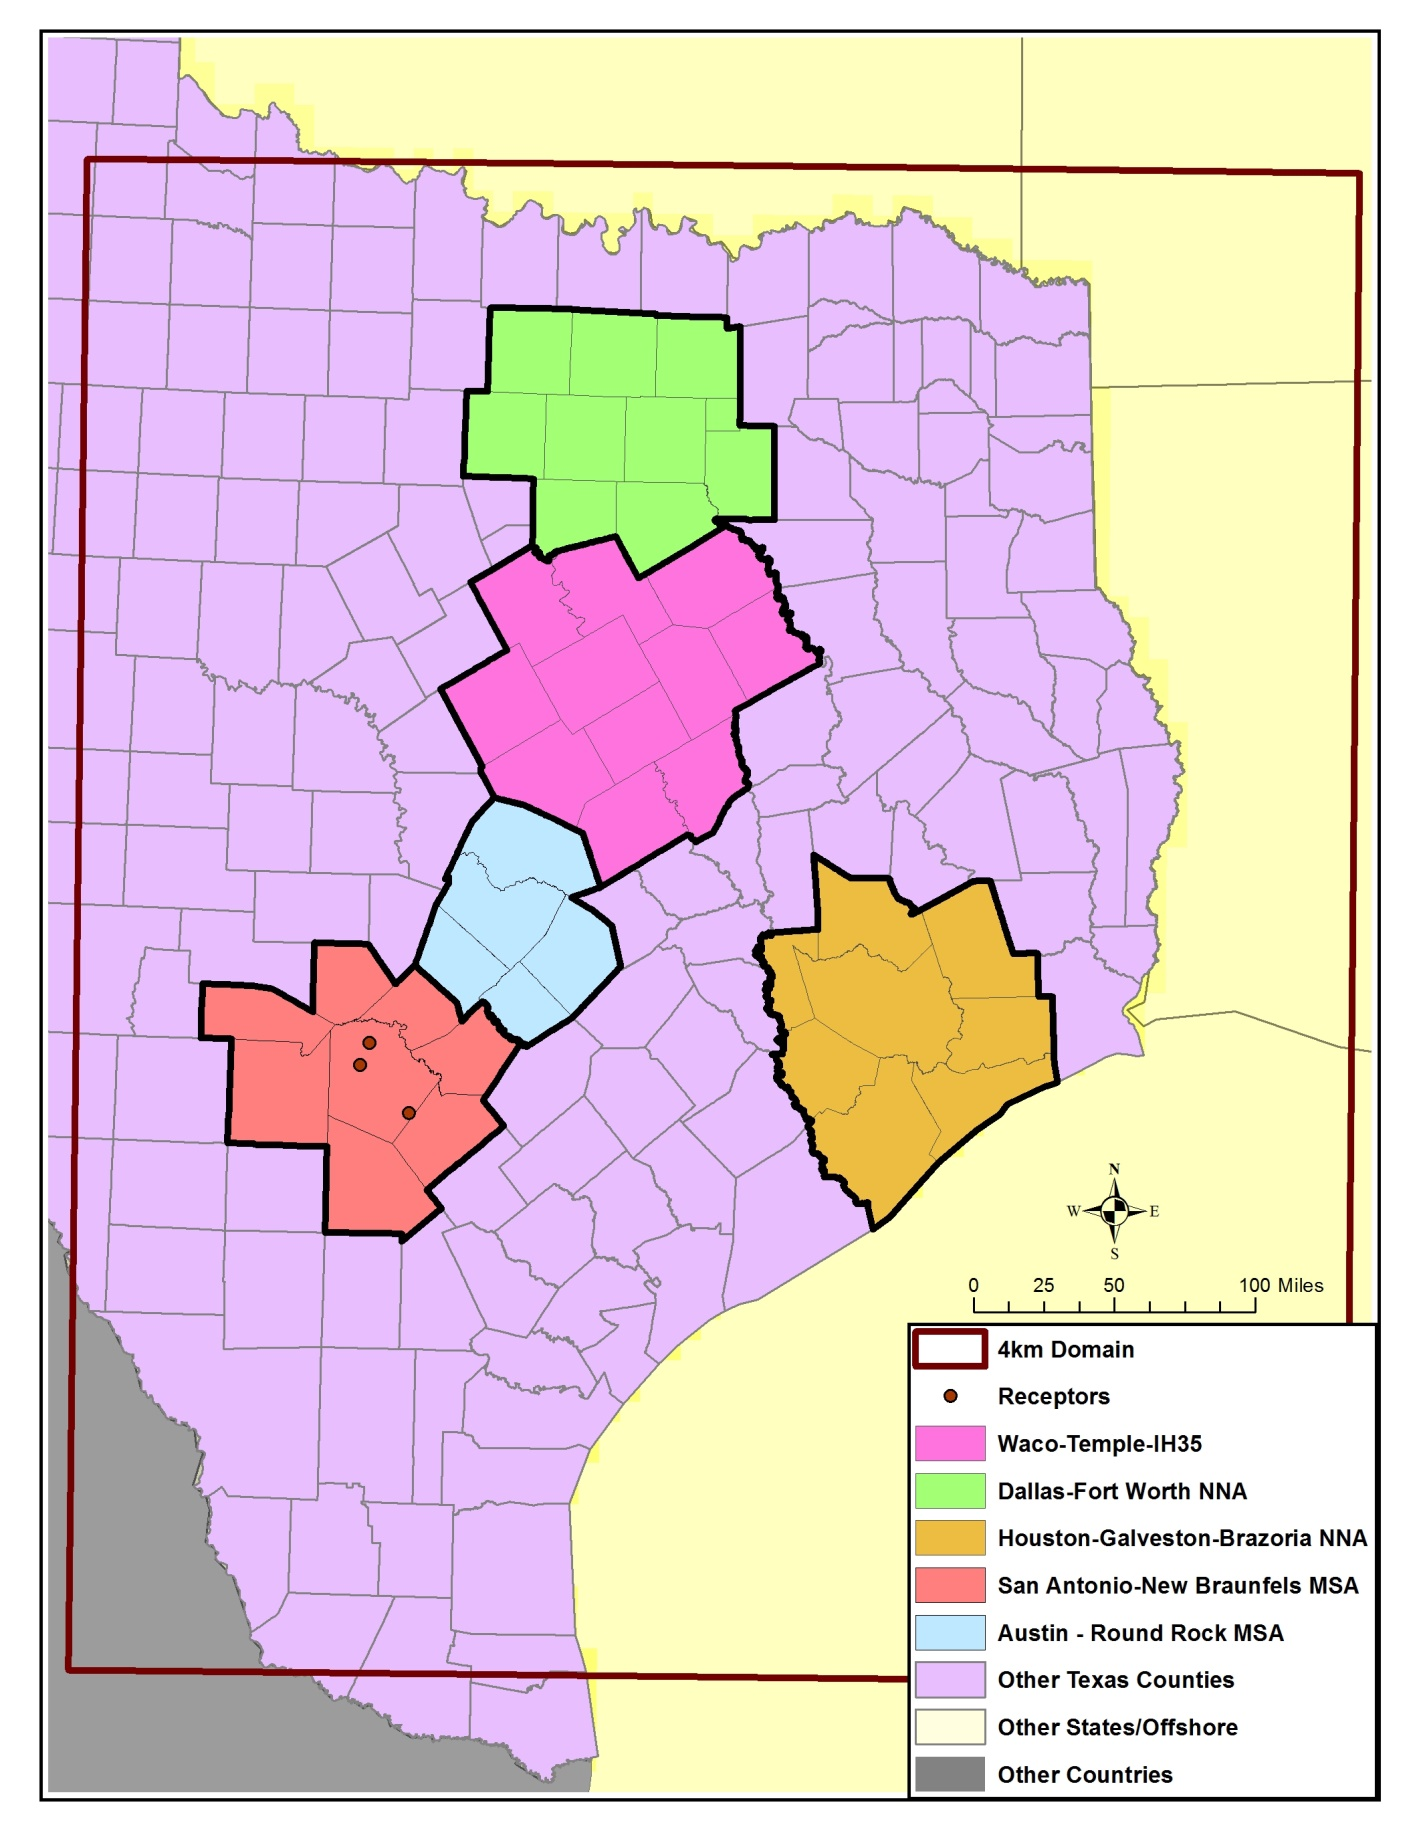 N
W E
S
0 25 50 100 Miles
4km Domain
Receptors
Waco-Temple-IH35
Dallas-Fort Worth NNA
Houston-Galveston-Brazoria NNA
San Antonio-New Braunfels MSA
Austin - Round Rock MSA
Other Texas Counties
Other States/Offshore
Other Countries